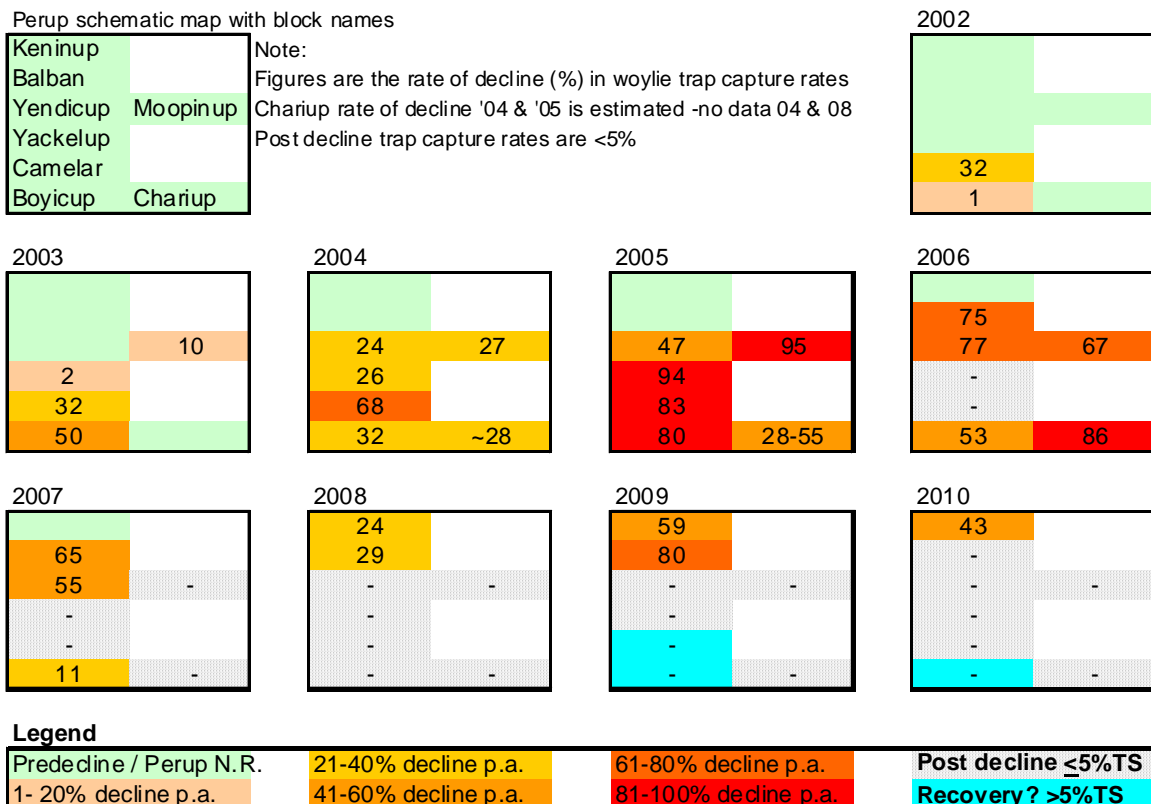 Perup schematic map with block names 2002
Keninup Note:
Balban Figures are the rate of decline (%) in woylie trap capture rates
Yendicup Moopinup Chariup rate of decline '04 & '05 is estimated -no data 04 & 08
Yackelup Post decline trap capture rates are <5%
Camelar 32
Boyicup Chariup 1
2003 2004 2005 2006
75
10 24 27 47 95 77 67
2 26 94 -
32 68 83 -
50 32 ~28 80 28-55 53 86
2007 2008 2009 2010
24 59 43
65 29 80 -
55 - - - - - - -
- - - -
- - - -
11 - - - - - - -
Legend
Predecline / Perup N.R. 21-40% decline p.a. 61-80% decline p.a. Post decline <5%TS
1- 20% decline p.a. 41-60% decline p.a. 81-100% decline p.a. Recovery? >5%TS